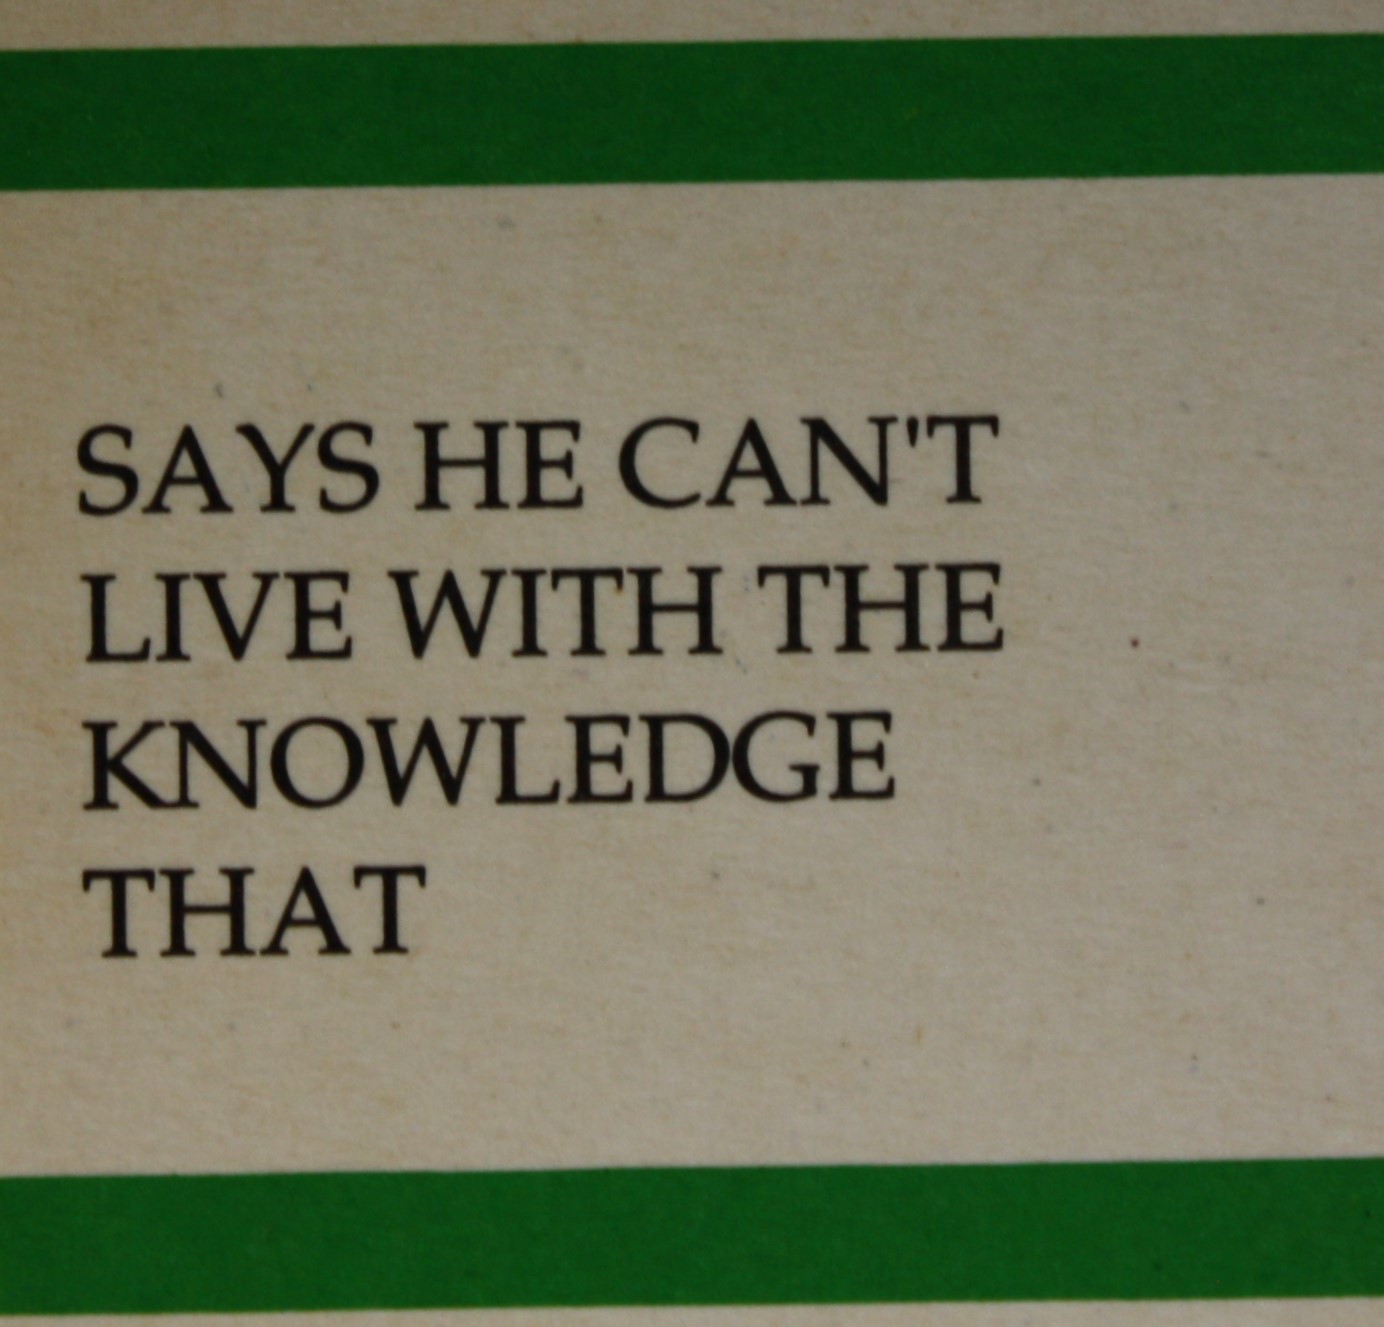 SAYS HE CAN'T
LIVE WITH THE
KNOWLEDGE
THAT